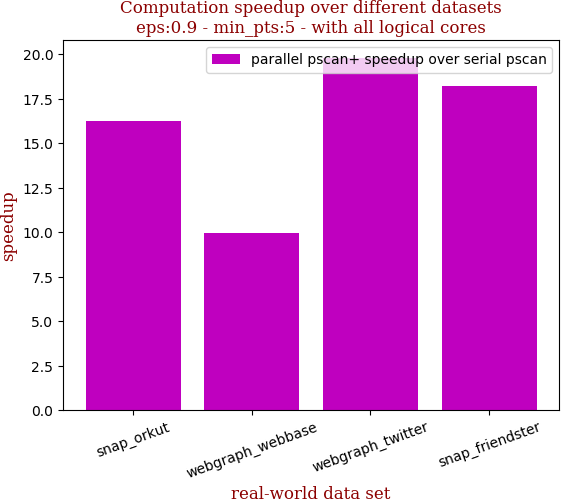 Computation speedup over different datasets
eps:0.9 - min_pts:5 - with all logical cores
parallel pscan+ speedup over serial pscan
20.0
17.5
15.0
12.5
10.0
7.5
5.0
2.5
0.0
speedup
snap_orkut
webgraph_webbase
webgraph_twitter
snap_friendster
real-world data set